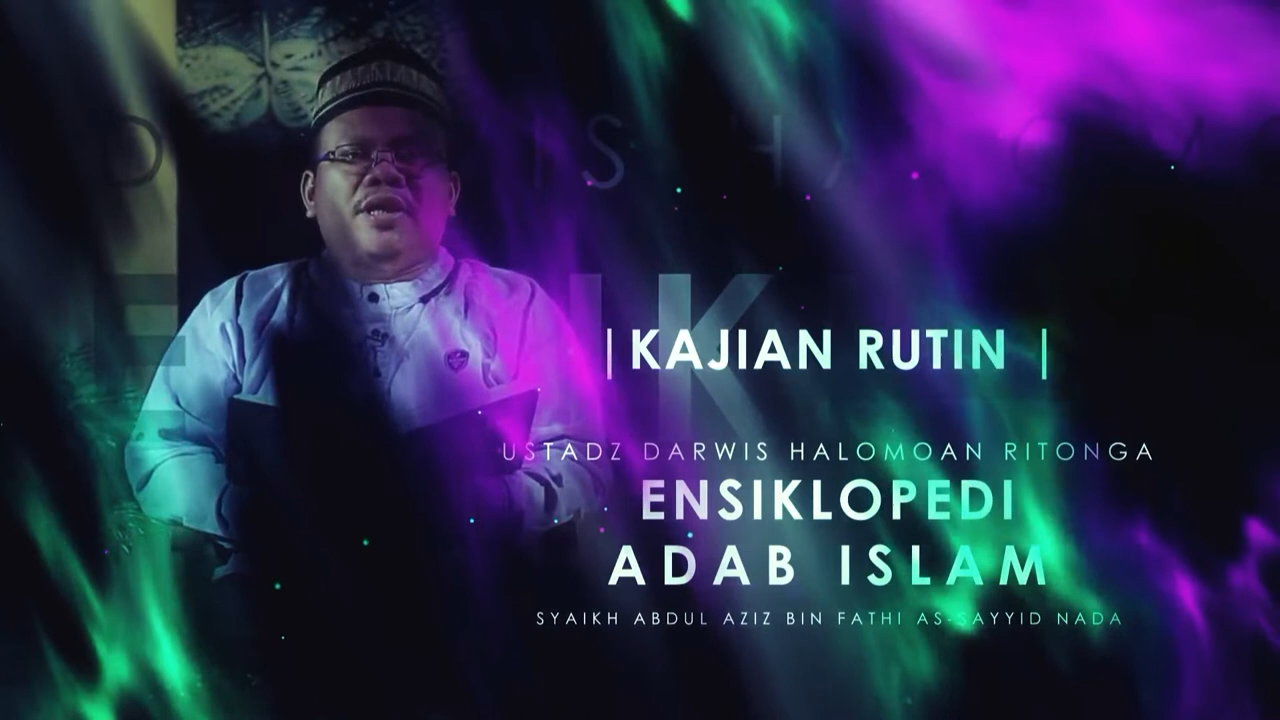 | KAJIAN RUTIN |
USTADZ DARWIS HALOMOAN RITONGA
ENSIKLOPEDI
ADAB ISLAM
SYAIKH ABDUL AZIZ BIN FATHI AS-SAYYID NADA